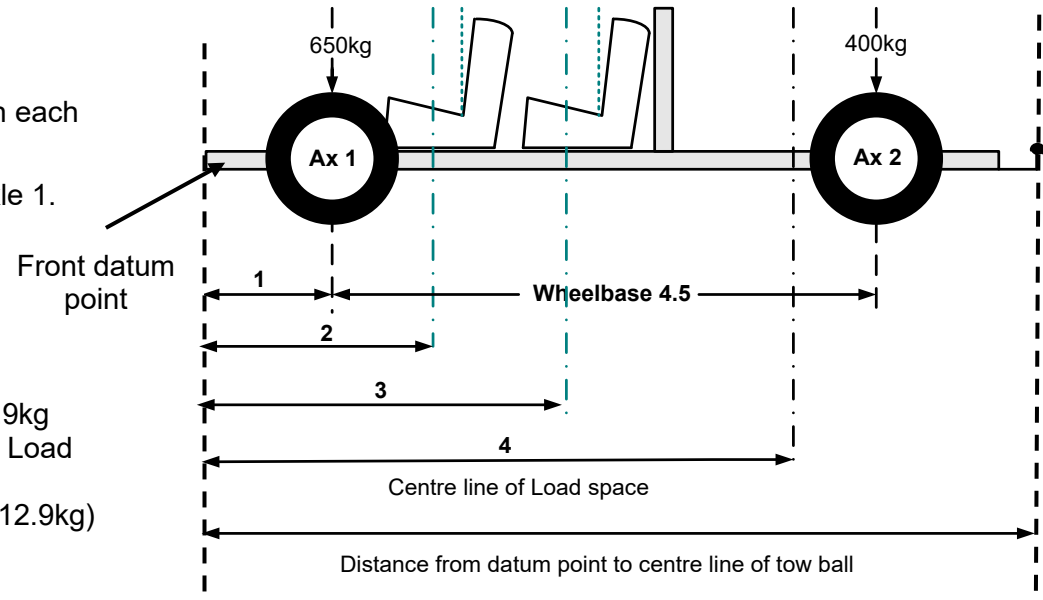 650kg
400kg
n each
Ax 1
Ax 2
le 1.
Front datum
point
1
Wheelbase 4.5
2
3
9kg
Load
4
Centre line of Load space
12.9kg)
Distance from datum point to centre line of tow ball